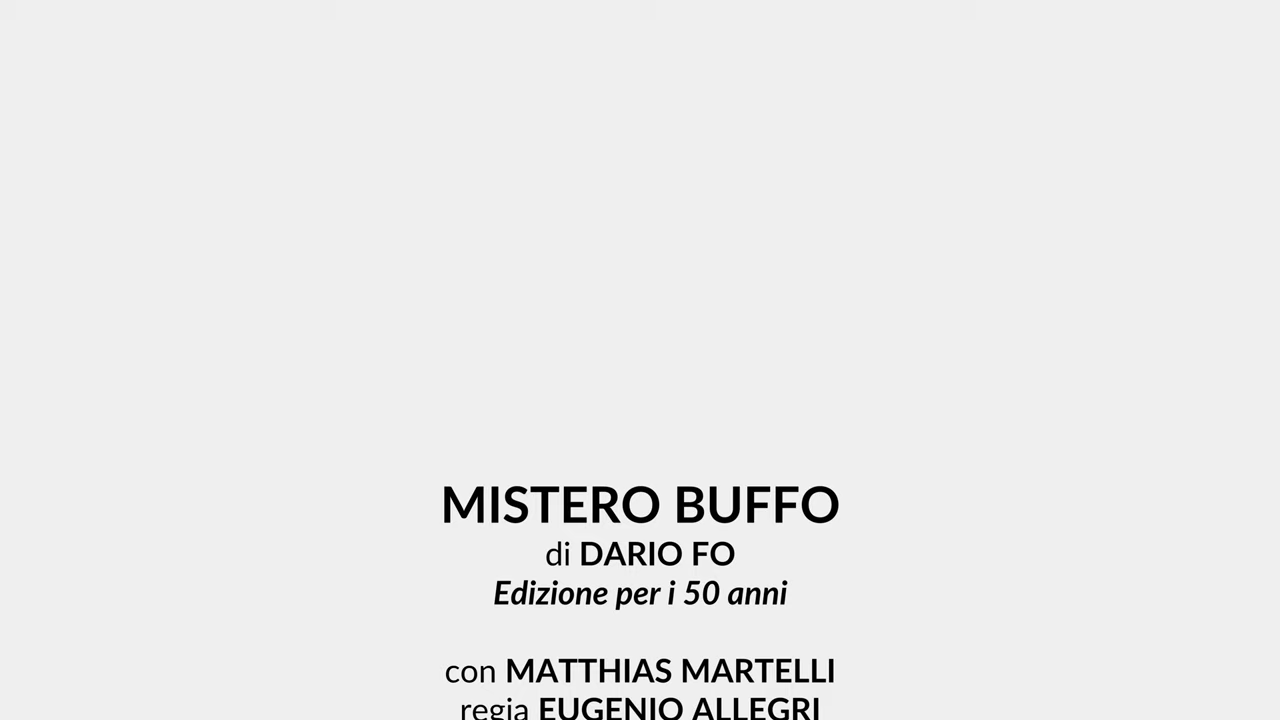 MISTERO BUFFO
di DARIO FO
Edizione per i 50 anni
con MATTHIAS MARTELLI
regia EUGENIO ALLEGRI